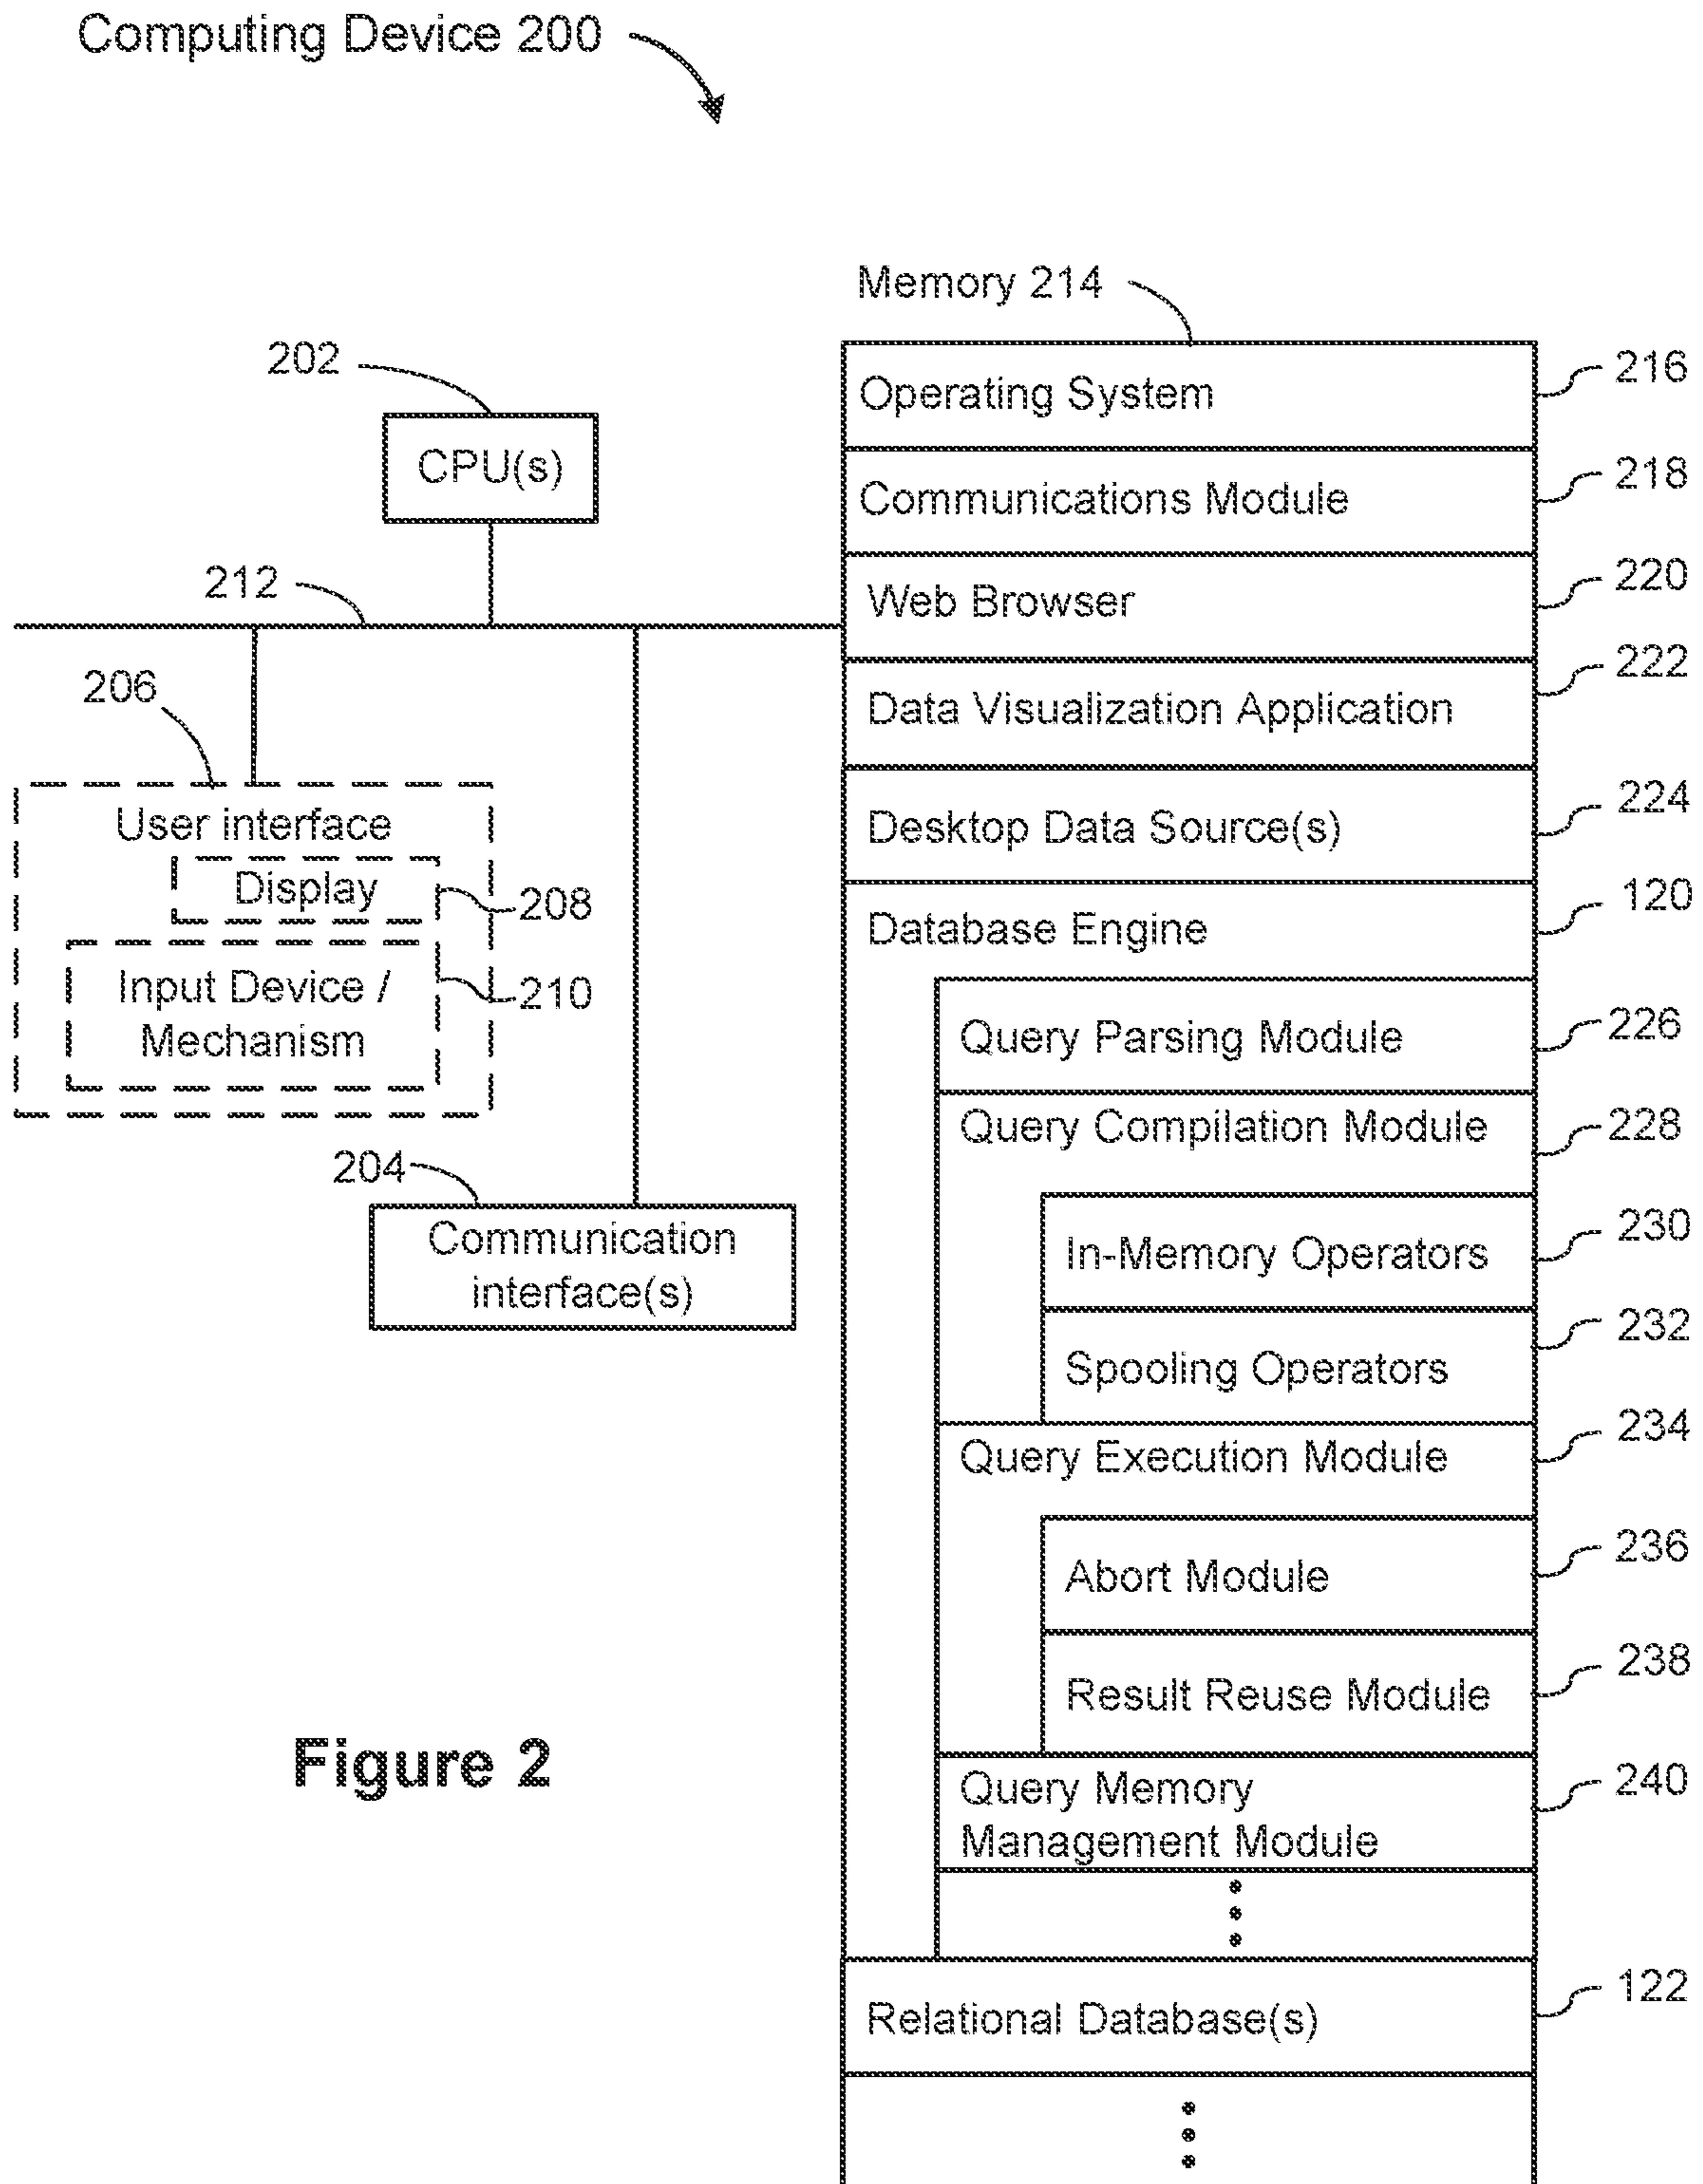 Computing Device 200
Memory 214
202
CPU(s)
212
206
User interface
Display
208
Input Device /
Mechanism
210
204
Communication
interface(s)
Operating System
216
Communications Module
218
Web Browser
220
Data Visualization Application
222
Desktop Data Source(s)
224
Database Engine
120
Query Parsing Module
226
Query Compilation Module
228
In-Memory Operators
230
Spooling Operators
232
Query Execution Module
234
Abort Module
236
Result Reuse Module
238
Query Memory
Management Module
240
Relational Database(s)
122
Figure 2